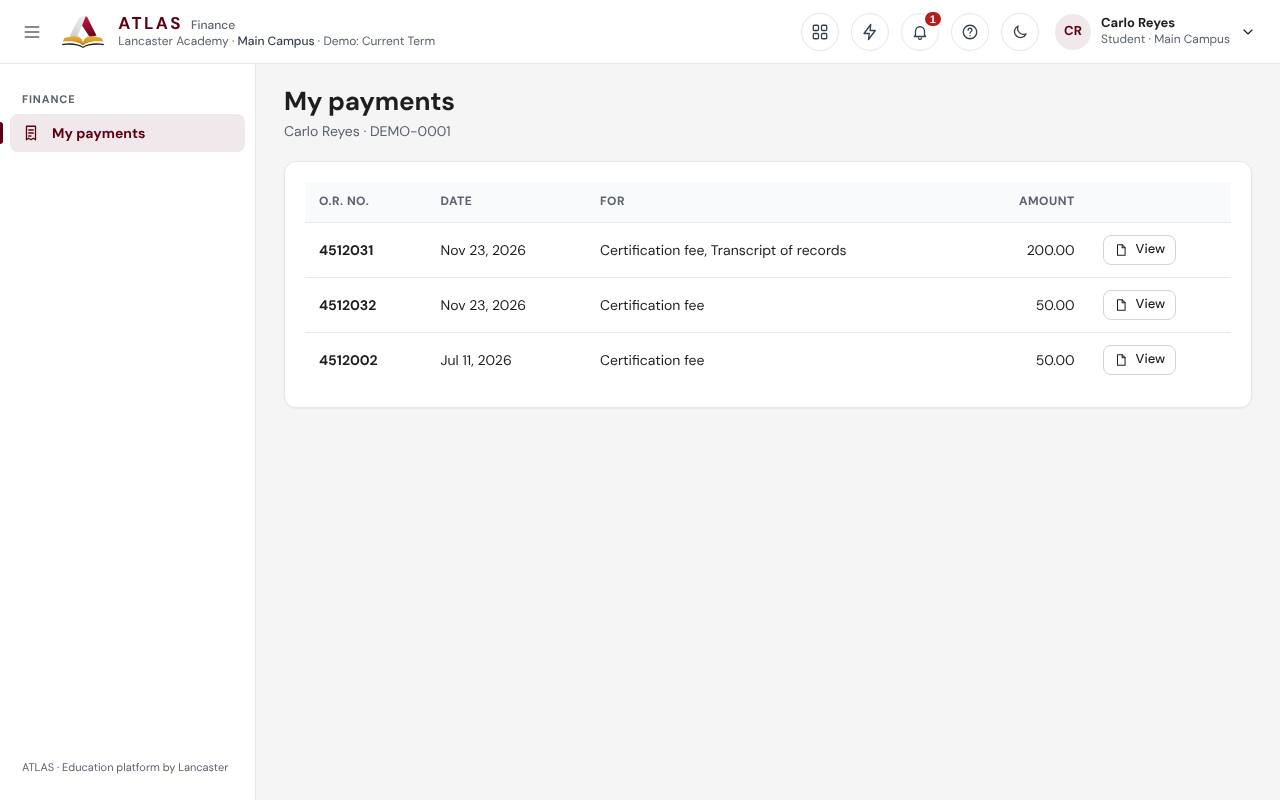 ATLAS Finance
Lancaster Academy · Main Campus · Demo: Current Term
1
CR
Carlo Reyes
Student · Main Campus
FINANCE
My payments
My payments
Carlo Reyes · DEMO-0001
O.R. NO. DATE FOR AMOUNT
4512031 Nov 23, 2026 Certification fee, Transcript of records 200.00 View
4512032 Nov 23, 2026 Certification fee 50.00 View
4512002 Jul 11, 2026 Certification fee 50.00 View
ATLAS · Education platform by Lancaster